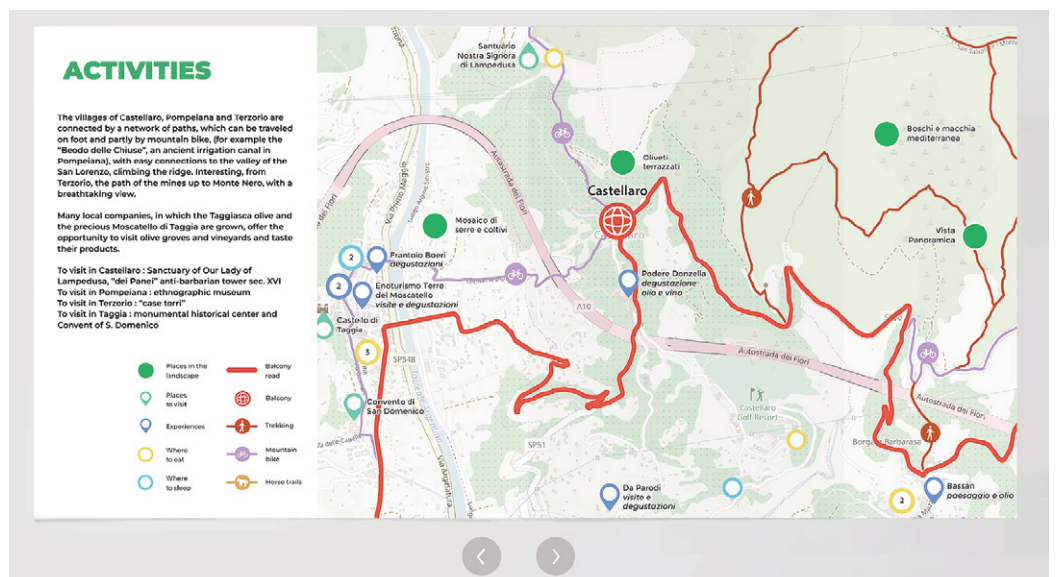 ACTIVITIES
The villages of Castellaro, Pompeiana and Terzorio are
connected by a network of paths, which can be traveled
on foot and partly by mountain bike, (for example the
"Beodo delle Chiuse", an ancient irrigation canal in
Pompeiana), with easy connections to the valley of the
San Lorenzo, climbing the ridge. Interesting, from
Terzorio, the path of the mines up to Monte Nero, with a
breathtaking view.
Many local companies, in which the Taggiasca olive and
the precious Moscatello di Taggia are grown, offer the
opportunity to visit olive groves and vineyards and taste
their products.
To visit in Castellaro : Sanctuary of Our Lady of
Lampedusa, "dei Panei" anti-barbarian tower sec. XVI
To visit in Pompeiana : ethnographic museum
To visit in Terzorio : "case torri"
To visit in Taggia : monumental historical center and
Convent of S. Domenico
Places in the
landscape
Balcony
road
Places
to visit
Balcony
Experiences
Trekking
Where
to eat
Mountain
bike
Where
to sleep
Horse trails
Santuario
Nostra Signora
di Lampedusa
Boschi e macchia
mediterranea
Oliveti
terrazzati
Castellaro
Mosaico di
serre e coltivi
Vista
Panoramica
2
Frantoio Boeri
degustazioni
2
Enoturismo Terre
del Moscatello
visite e degustazioni
Podere Donzella
degustazione
olio e vino
Castello di
Taggia
3
Convento di
San Domenico
Autostrada dei Fiori
A10
Autostrada dei Fiori
Autostrada dei Fiori
SP548
SP51
Via Argentina
Castellaro
Golf Resort
Da Parodi
visite e
degustazioni
2
Bassan
paesaggio e olio